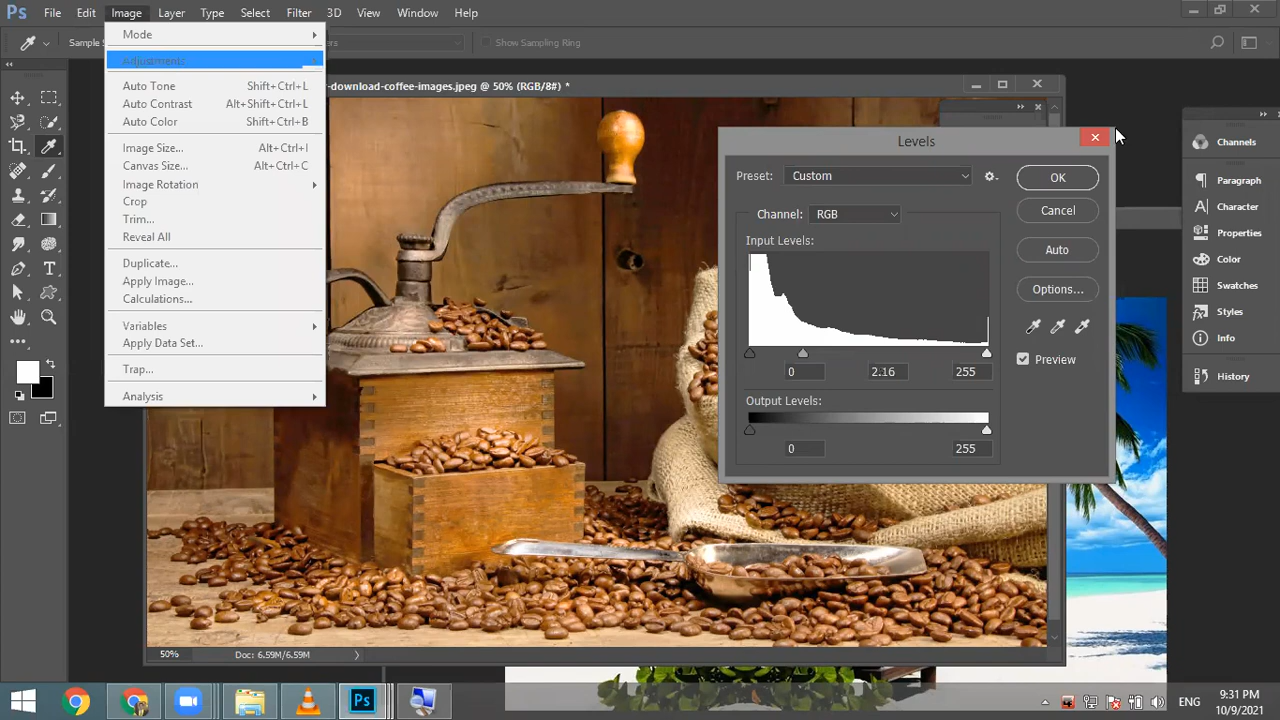 Ps File Edit Image Layer Type Select Filter 3D View Window Help
Show Sampling Ring
Mode
Adjustments
Auto Tone Shift+Ctrl+L
Auto Contrast Alt+Shift+Ctrl+L
Auto Color Shift+Ctrl+B
Image Size... Alt+Ctrl+I
Canvas Size... Alt+Ctrl+C
Image Rotation
Crop
Trim...
Reveal All
Duplicate...
Apply Image...
Calculations...
Variables
Apply Data Set...
Trap...
Analysis
-download-coffee-images.jpeg @ 50% (RGB/8#) *
Levels
Preset: Custom
OK
Channel: RGB
Cancel
Input Levels:
Auto
Options...
Preview
0 2.16 255
Output Levels:
0 255
Channels
Paragraph
Character
Properties
Color
Swatches
Styles
Info
History
50% Doc: 6.59M/6.59M
Ps
ENG
9:31 PM
10/9/2021